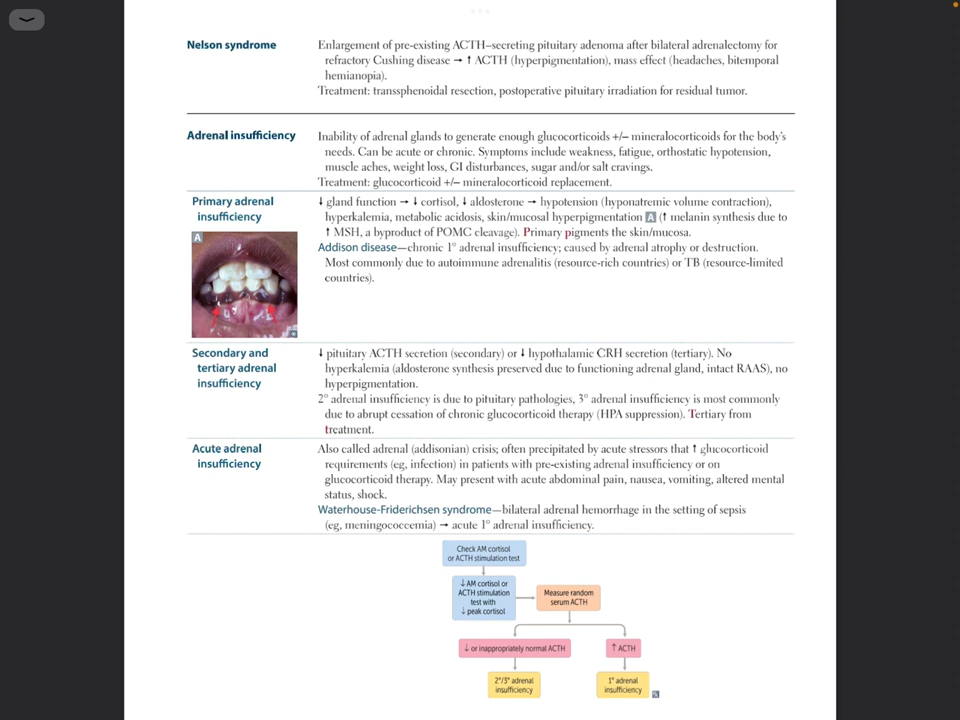 Nelson syndrome
Enlargement of pre-existing ACTH–secreting pituitary adenoma after bilateral adrenalectomy for
refractory Cushing disease → ↑ ACTH (hyperpigmentation), mass effect (headaches, bitemporal
hemianopia).
Treatment: transsphenoidal resection, postoperative pituitary irradiation for residual tumor.
Adrenal insufficiency
Inability of adrenal glands to generate enough glucocorticoids +/– mineralocorticoids for the body's
needs. Can be acute or chronic. Symptoms include weakness, fatigue, orthostatic hypotension,
muscle aches, weight loss, GI disturbances, sugar and/or salt cravings.
Treatment: glucocorticoid +/– mineralocorticoid replacement.
Primary adrenal
insufficiency
A
↓ gland function → ↓ cortisol, ↓ aldosterone → hypotension (hyponatremic volume contraction),
hyperkalemia, metabolic acidosis, skin/mucosal hyperpigmentation A (↑ melanin synthesis due to
↑ MSH, a byproduct of POMC cleavage). Primary pigments the skin/mucosa.
Addison disease—chronic 1° adrenal insufficiency; caused by adrenal atrophy or destruction.
Most commonly due to autoimmune adrenalitis (resource-rich countries) or TB (resource-limited
countries).
Secondary and
tertiary adrenal
insufficiency
↓ pituitary ACTH secretion (secondary) or ↓ hypothalamic CRH secretion (tertiary). No
hyperkalemia (aldosterone synthesis preserved due to functioning adrenal gland, intact RAAS), no
hyperpigmentation.
2° adrenal insufficiency is due to pituitary pathologies, 3° adrenal insufficiency is most commonly
due to abrupt cessation of chronic glucocorticoid therapy (HPA suppression). Tertiary from
treatment.
Acute adrenal
insufficiency
Also called adrenal (addisonian) crisis; often precipitated by acute stressors that ↑ glucocorticoid
requirements (eg, infection) in patients with pre-existing adrenal insufficiency or on
glucocorticoid therapy. May present with acute abdominal pain, nausea, vomiting, altered mental
status, shock.
Waterhouse-Friderichsen syndrome—bilateral adrenal hemorrhage in the setting of sepsis
(eg, meningococcemia) → acute 1° adrenal insufficiency.
Check AM cortisol
or ACTH stimulation test
↓ AM cortisol or
ACTH stimulation
test with
↓ peak cortisol
Measure random
serum ACTH
↓ or inappropriately normal ACTH
↑ ACTH
2°/3° adrenal
insufficiency
1° adrenal
insufficiency